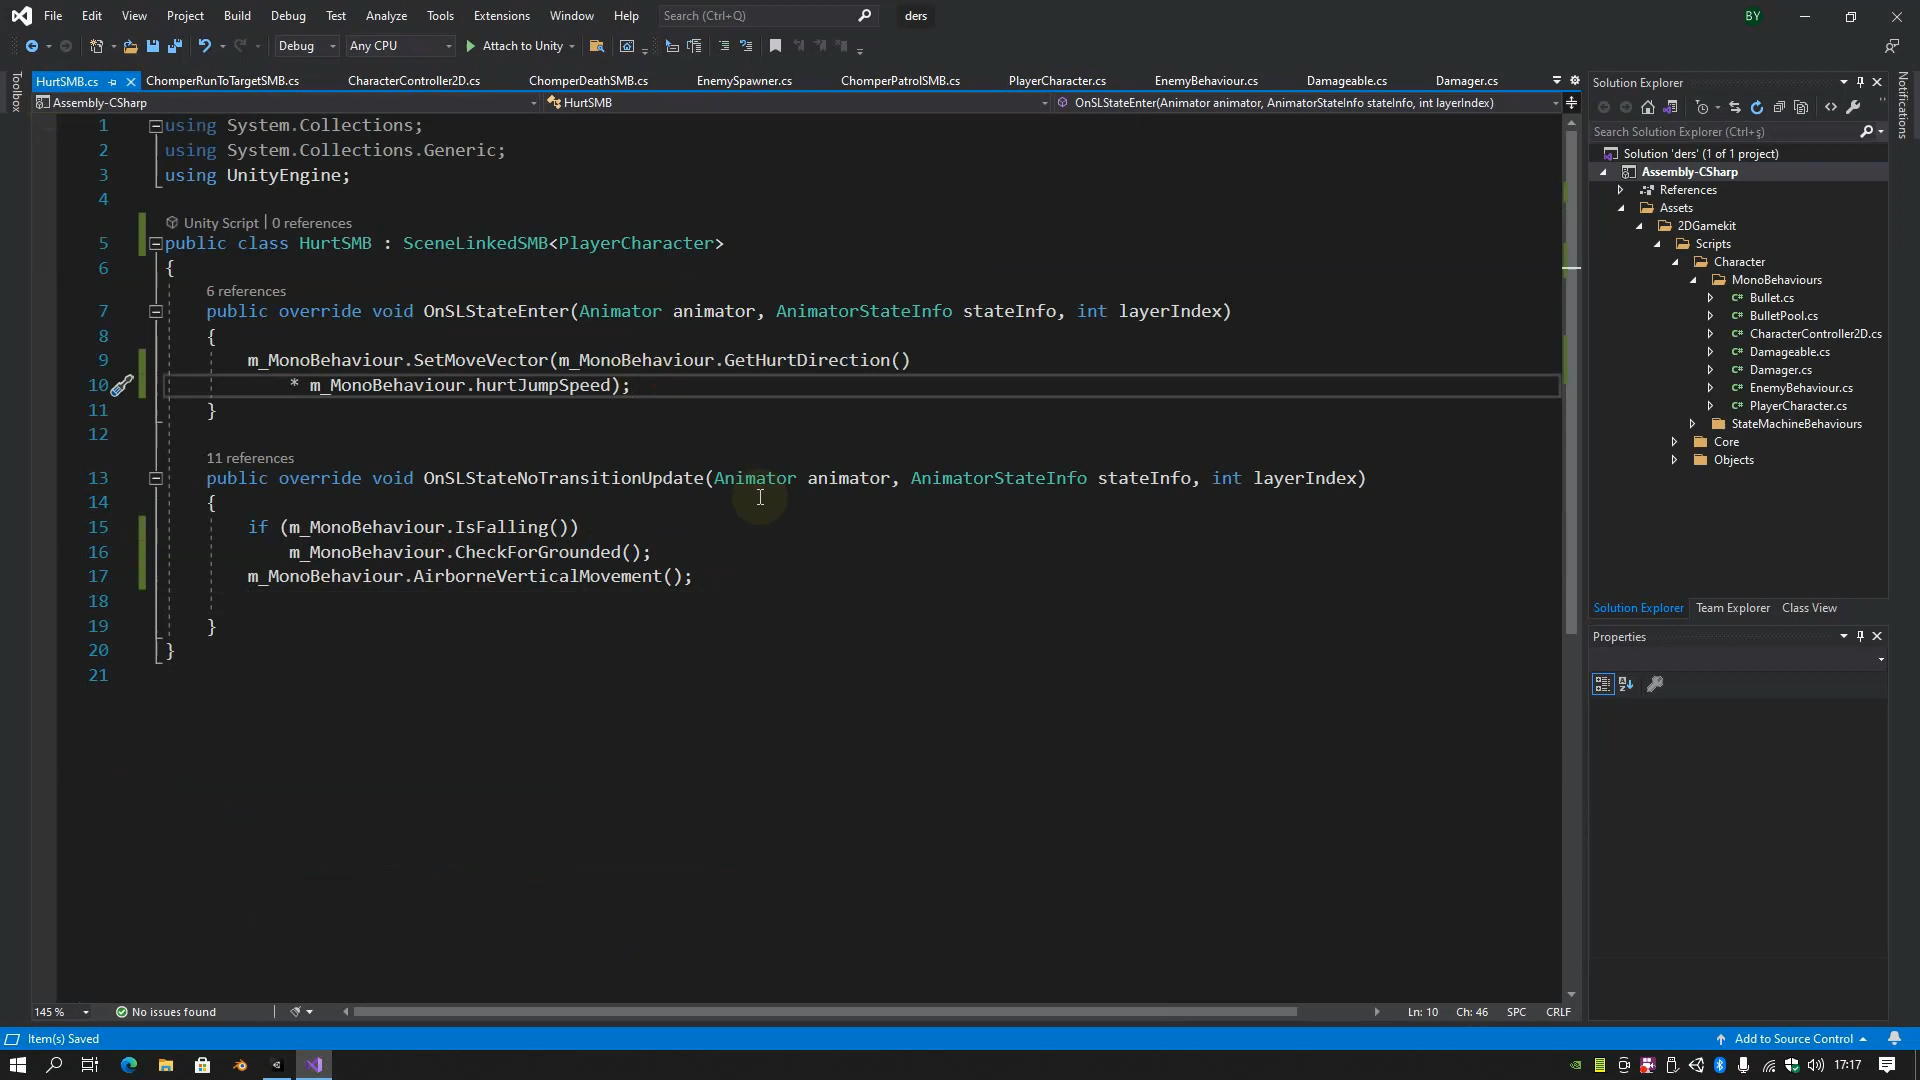 File Edit View Project Build Debug Test Analyze Tools Extensions Window Help Search (Ctrl+Q) ders BY
Debug Any CPU Attach to Unity
HurtSMB.cs ChomperRunToTargetSMB.cs CharacterController2D.cs ChomperDeathSMB.cs EnemySpawner.cs ChomperPatrolSMB.cs PlayerCharacter.cs EnemyBehaviour.cs Damageable.cs Damager.cs
Assembly-CSharp HurtSMB OnSLStateEnter(Animator animator, AnimatorStateInfo stateInfo, int layerIndex)
Toolbox
1 using System.Collections;
2 using System.Collections.Generic;
3 using UnityEngine;
4
Unity Script | 0 references
5 public class HurtSMB : SceneLinkedSMB<PlayerCharacter>
6 {
6 references
7 public override void OnSLStateEnter(Animator animator, AnimatorStateInfo stateInfo, int layerIndex)
8 {
9 m_MonoBehaviour.SetMoveVector(m_MonoBehaviour.GetHurtDirection()
10 * m_MonoBehaviour.hurtJumpSpeed);
11 }
12
11 references
13 public override void OnSLStateNoTransitionUpdate(Animator animator, AnimatorStateInfo stateInfo, int layerIndex)
14 {
15 if (m_MonoBehaviour.IsFalling())
16 m_MonoBehaviour.CheckForGrounded();
17 m_MonoBehaviour.AirborneVerticalMovement();
18
19 }
20 }
21
145 % No issues found Ln: 10 Ch: 46 SPC CRLF
Solution Explorer
Search Solution Explorer (Ctrl+ş)
Solution 'ders' (1 of 1 project)
Assembly-CSharp
References
Assets
2DGamekit
Scripts
Character
MonoBehaviours
C# Bullet.cs
C# BulletPool.cs
C# CharacterController2D.cs
C# Damageable.cs
C# Damager.cs
C# EnemyBehaviour.cs
C# PlayerCharacter.cs
StateMachineBehaviours
Core
Objects
Solution Explorer Team Explorer Class View
Properties
Notifications
Item(s) Saved Add to Source Control
17:17